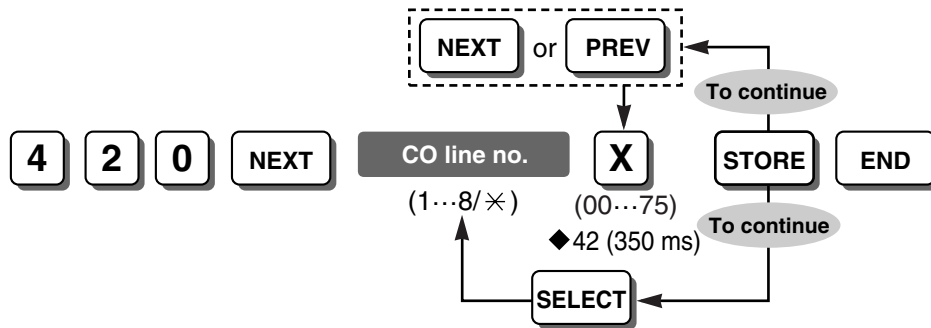 NEXT or PREV
To continue
4 2 0 NEXT CO line no. X STORE END
(1···8/✳)
(00···75)
◆42 (350 ms)
To continue
SELECT